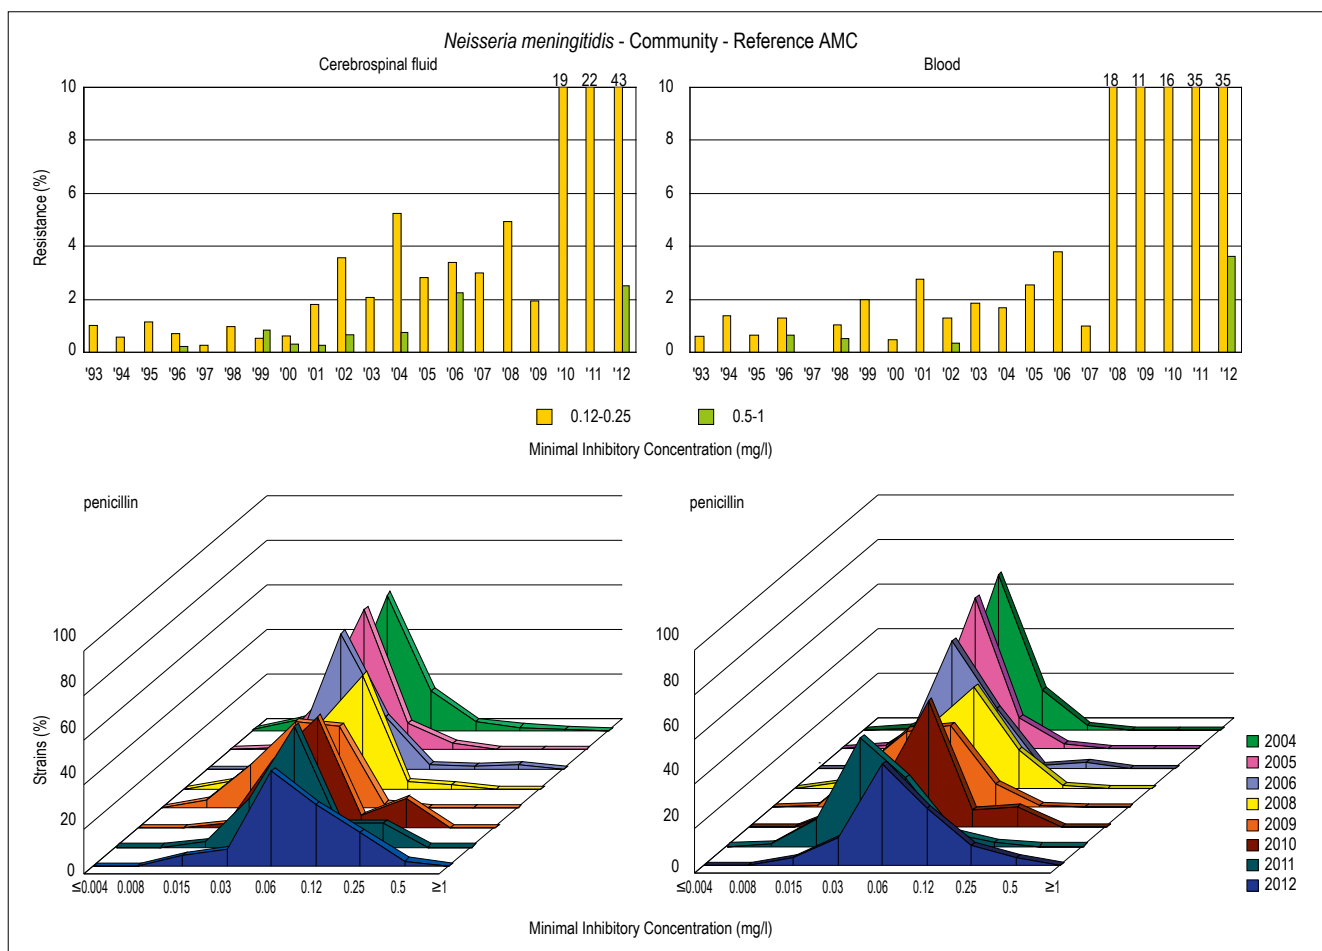 Neisseria meningitidis - Community - Reference AMC
Cerebrospinal fluid
Blood
Resistance (%)
10
8
6
4
2
0
19 22 43
'93 '94 '95 '96 '97 '98 '99 '00 '01 '02 '03 '04 '05 '06 '07 '08 '09 '10 '11 '12
10
8
6
4
2
0
18 11 16 35 35
'93 '94 '95 '96 '97 '98 '99 '00 '01 '02 '03 '04 '05 '06 '07 '08 '09 '10 '11 '12
0.12-0.25 0.5-1
Minimal Inhibitory Concentration (mg/l)
penicillin
Strains (%)
100
80
60
40
20
0
≤0.004 0.008 0.015 0.03 0.06 0.12 0.25 0.5 ≥1
penicillin
100
80
60
40
20
0
≤0.004 0.008 0.015 0.03 0.06 0.12 0.25 0.5 ≥1
2004
2005
2006
2008
2009
2010
2011
2012
Minimal Inhibitory Concentration (mg/l)